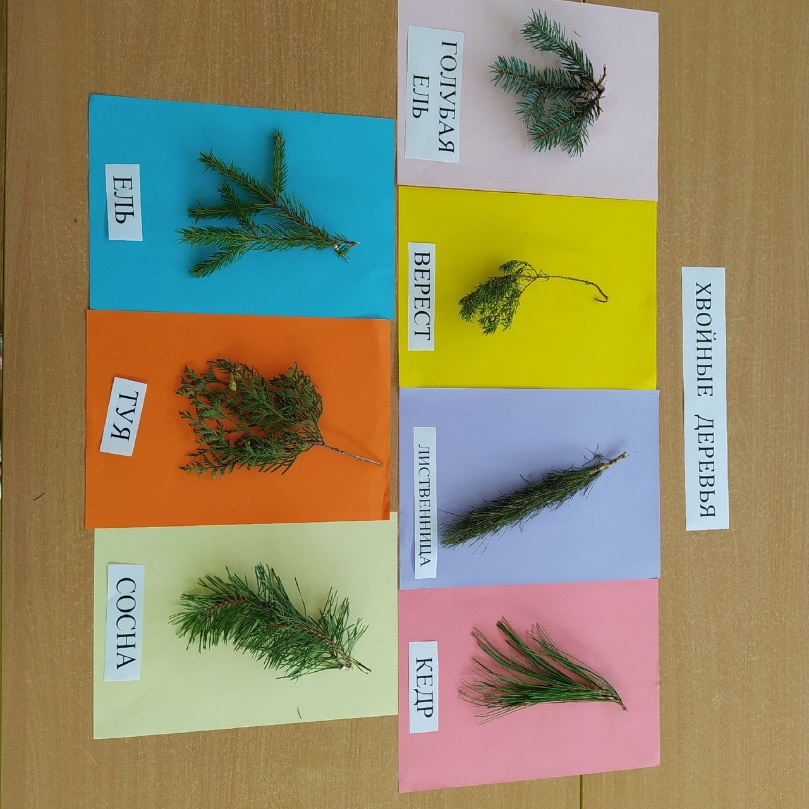 ХВОЙНЫЕ ДЕРЕВЬЯ
ГОЛУБАЯ
ЕЛЬ
ВЕРЕСТ
ЛИСТВЕННИЦА
КЕДР
ЕЛЬ
ТУЯ
СОСНА